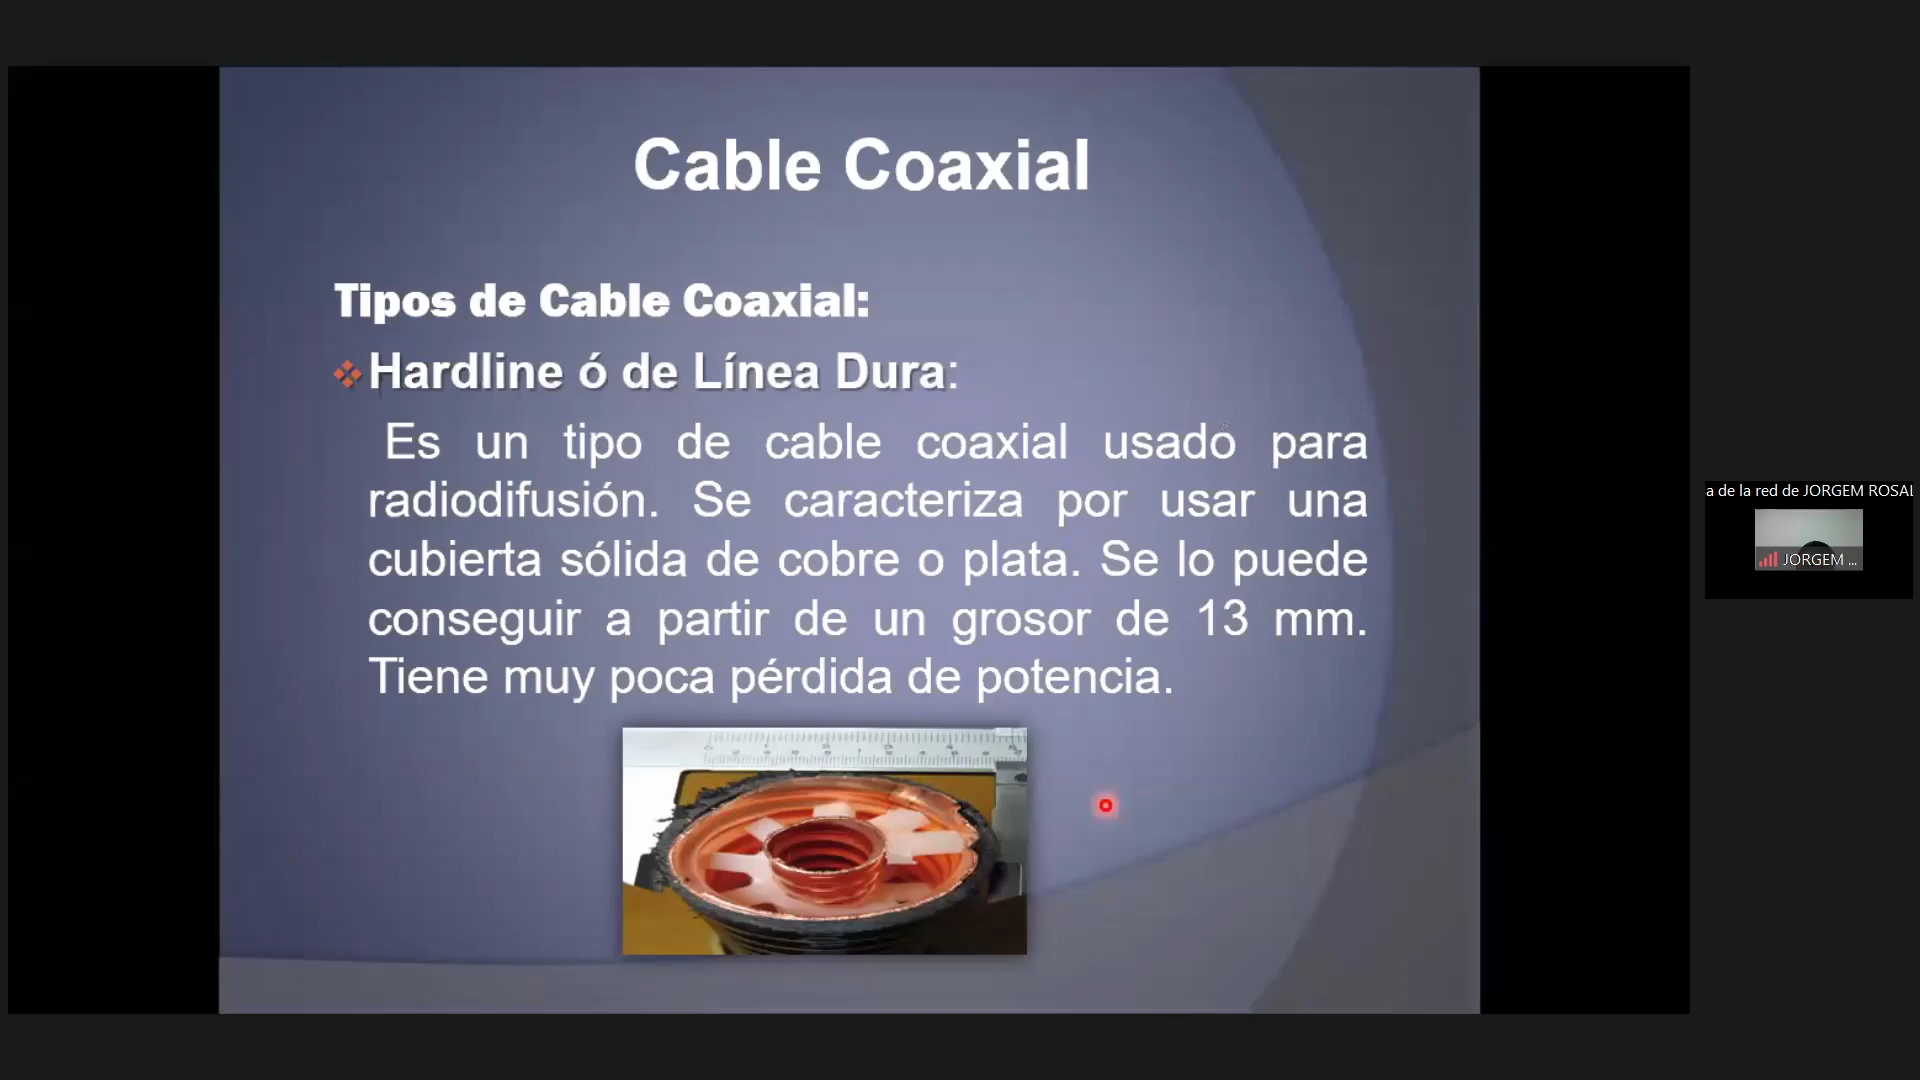 Cable Coaxial
Tipos de Cable Coaxial:
Hardline ó de Línea Dura:
Es un tipo de cable coaxial usado para
radiodifusión. Se caracteriza por usar una
cubierta sólida de cobre o plata. Se lo puede
conseguir a partir de un grosor de 13 mm.
Tiene muy poca pérdida de potencia.
a de la red de JORGEM ROSAL
JORGEM ...